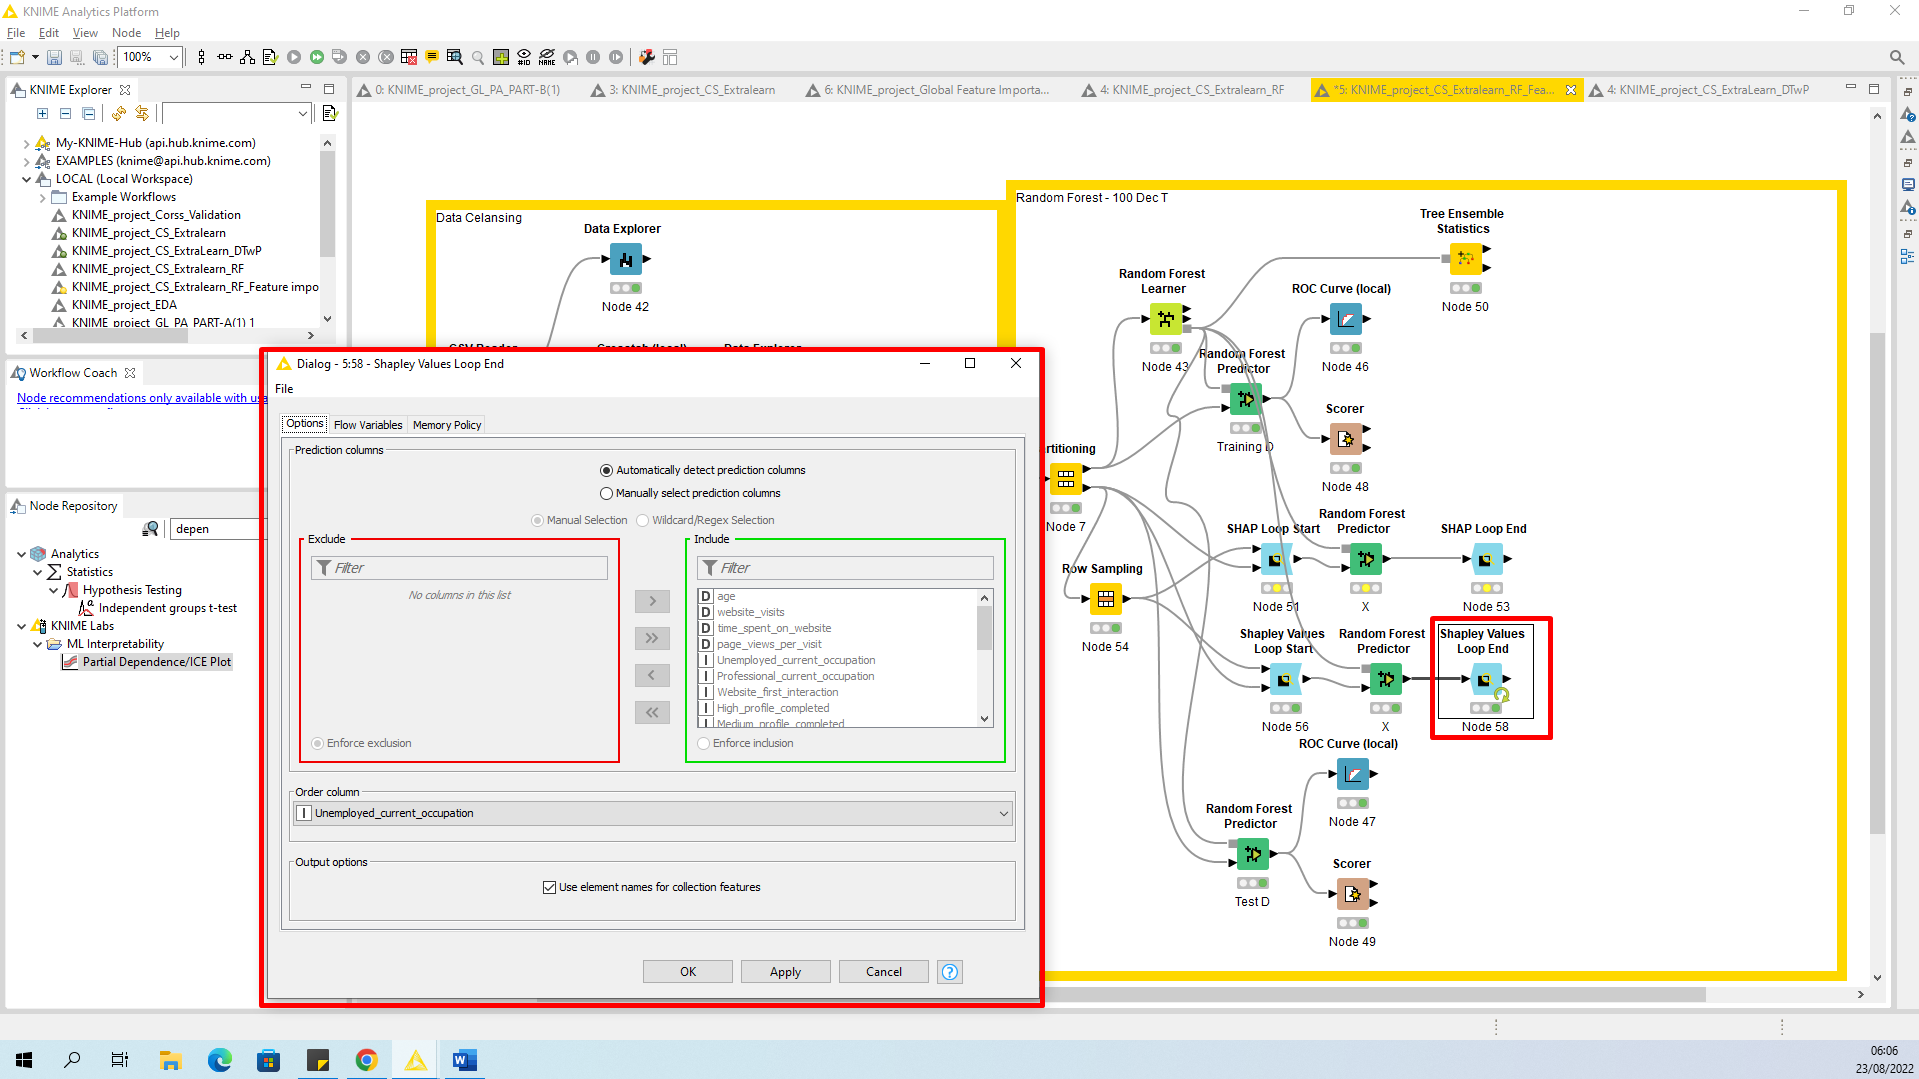 KNIME Analytics Platform
File Edit View Node Help
100%
KNIME Explorer
0: KNIME_project_GL_PA_PART-B(1)
3: KNIME_project_CS_Extralearn
6: KNIME_project_Global Feature Importa...
4: KNIME_project_CS_Extralearn_RF
*5: KNIME_project_CS_Extralearn_RF_Fea...
4: KNIME_project_CS_ExtraLearn_DTwP
My-KNIME-Hub (api.hub.knime.com)
EXAMPLES (knime@api.hub.knime.com)
LOCAL (Local Workspace)
Example Workflows
KNIME_project_Corss_Validation
KNIME_project_CS_Extralearn
KNIME_project_CS_ExtraLearn_DTwP
KNIME_project_CS_Extralearn_RF
KNIME_project_CS_Extralearn_RF_Feature impo
KNIME_project_EDA
KNIME_project_GL_PA_PART-A(1) 1
Workflow Coach
Node recommendations only available with usa
Node Repository
depen
Analytics
Statistics
Hypothesis Testing
Independent groups t-test
KNIME Labs
ML Interpretability
Partial Dependence/ICE Plot
Data Celansing
Data Explorer
Node 42
Random Forest - 100 Dec T
Tree Ensemble
Statistics
Node 50
Random Forest
Learner
Node 43
ROC Curve (local)
Node 46
Random Forest
Predictor
Training D
Scorer
Node 48
rtitioning
Node 7
SHAP Loop Start
Node 51
Random Forest
Predictor
X
SHAP Loop End
Node 53
Row Sampling
Node 54
Shapley Values
Loop Start
Node 56
Random Forest
Predictor
X
Shapley Values
Loop End
Node 58
ROC Curve (local)
Node 47
Random Forest
Predictor
Test D
Scorer
Node 49
Dialog - 5:58 - Shapley Values Loop End
File
Options Flow Variables Memory Policy
Prediction columns
Automatically detect prediction columns
Manually select prediction columns
Manual Selection Wildcard/Regex Selection
Exclude
Filter
No columns in this list
Enforce exclusion
>
>>
<
<<
Include
Filter
D age
D website_visits
D time_spent_on_website
D page_views_per_visit
I Unemployed_current_occupation
I Professional_current_occupation
I Website_first_interaction
I High_profile_completed
I Medium_profile_completed
Enforce inclusion
Order column
I Unemployed_current_occupation
Output options
Use element names for collection features
OK Apply Cancel ?
06:06
23/08/2022